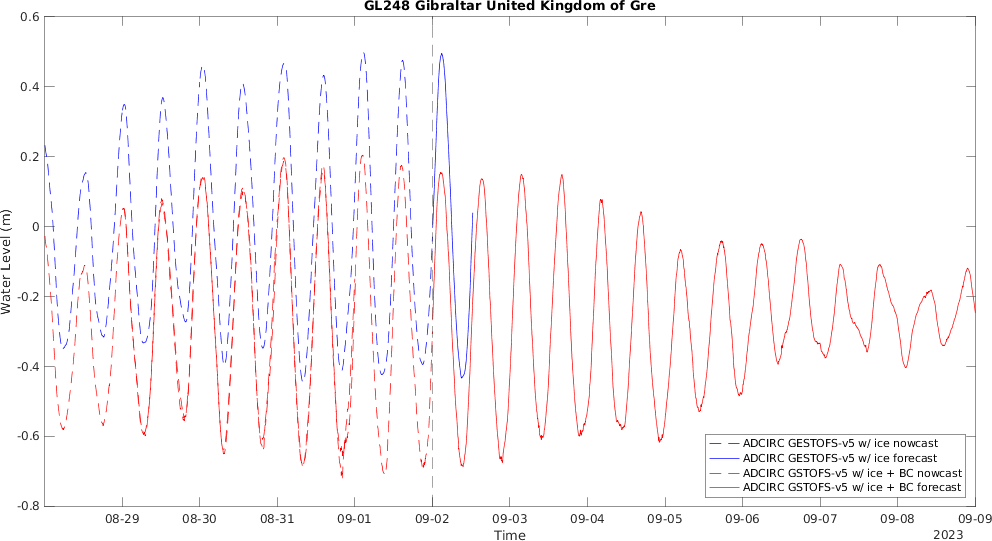 GL248 Gibraltar United Kingdom of Gre
0.6
0.4
0.2
0
-0.2
-0.4
-0.6
-0.8
Water Level (m)
ADCIRC GESTOFS-v5 w/ ice nowcast
ADCIRC GESTOFS-v5 w/ ice forecast
ADCIRC GSTOFS-v5 w/ ice + BC nowcast
ADCIRC GSTOFS-v5 w/ ice + BC forecast
08-29 08-30 08-31 09-01 09-02 09-03 09-04 09-05 09-06 09-07 09-08 09-09
Time
2023